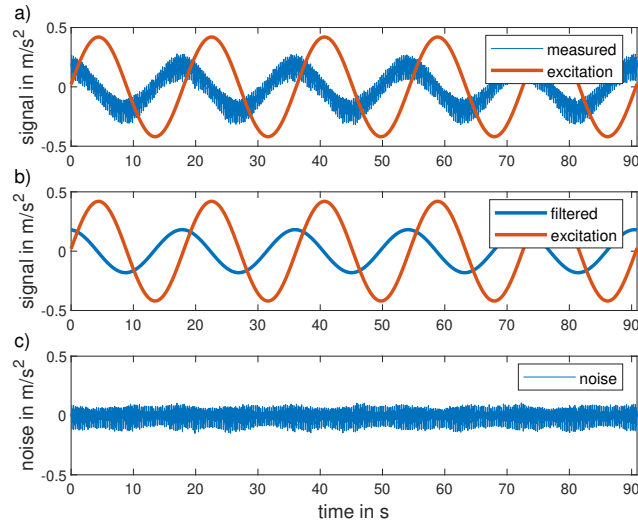 a)
0.5
0
-0.5
signal in m/s²
measured
excitation
0 10 20 30 40 50 60 70 80 90
b)
0.5
0
-0.5
signal in m/s²
filtered
excitation
0 10 20 30 40 50 60 70 80 90
c)
0.5
0
-0.5
noise in m/s²
noise
0 10 20 30 40 50 60 70 80 90
time in s